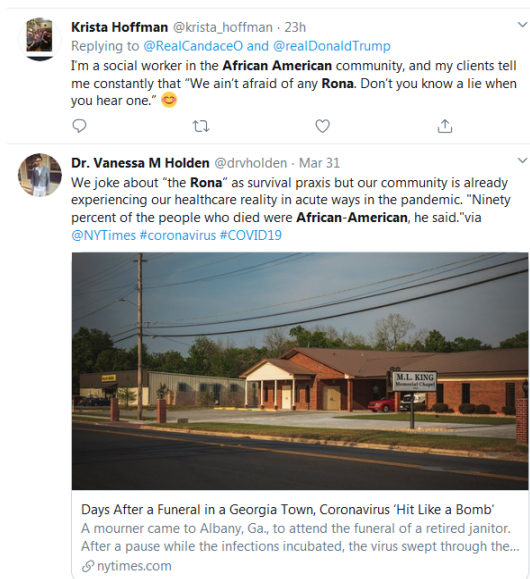 Krista Hoffman @krista_hoffman · 23h
Replying to @RealCandaceO and @realDonaldTrump
I'm a social worker in the African American community, and my clients tell
me constantly that “We ain’t afraid of any Rona. Don’t you know a lie when
you hear one.” 😊
Dr. Vanessa M Holden @drvholden · Mar 31
We joke about “the Rona” as survival praxis but our community is already
experiencing our healthcare reality in acute ways in the pandemic. "Ninety
percent of the people who died were African-American, he said."via
@NYTimes #coronavirus #COVID19
M.L. KING
Memorial Chapel
Days After a Funeral in a Georgia Town, Coronavirus ‘Hit Like a Bomb’
A mourner came to Albany, Ga., to attend the funeral of a retired janitor.
After a pause while the infections incubated, the virus swept through the...
nytimes.com